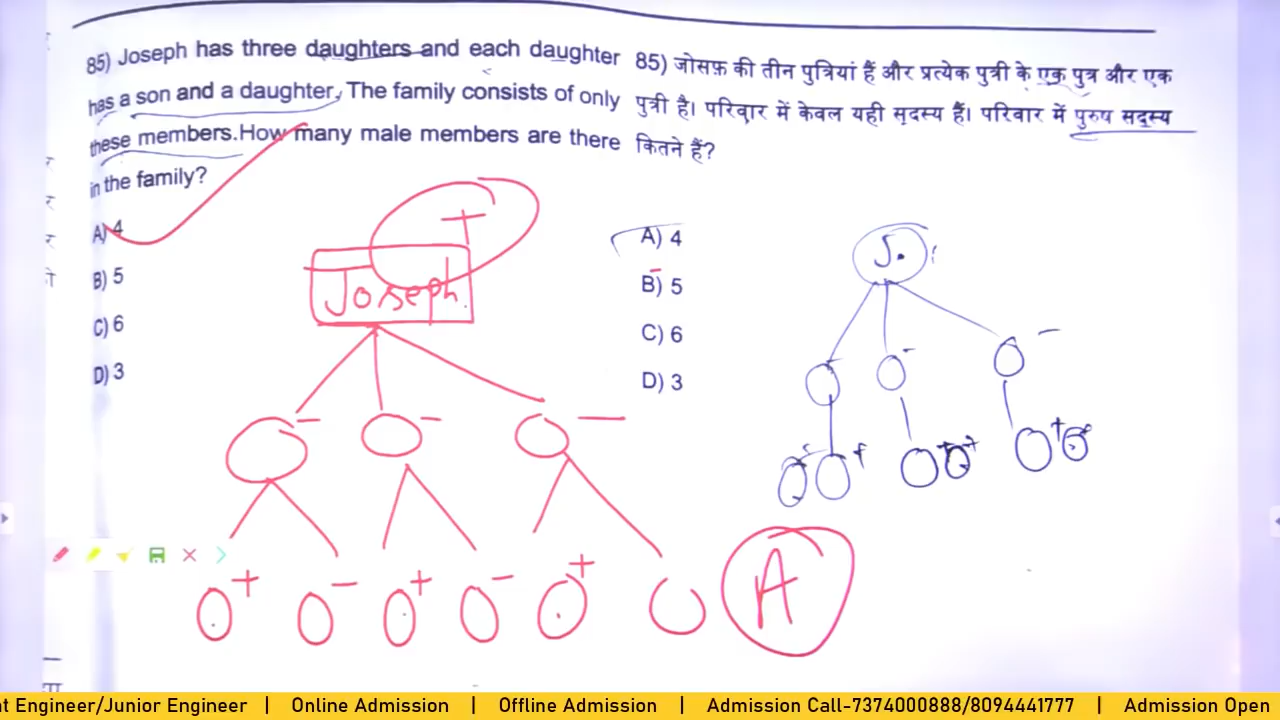 85) Joseph has three daughters and each daughter
has a son and a daughter. The family consists of only
these members.How many male members are there
in the family?
A) 4
B) 5
C) 6
D) 3
85) जोसफ़ की तीन पुत्रियां हैं और प्रत्येक पुत्री के एक पुत्र और एक
पुत्री है। परिवार में केवल यही सदस्य हैं। परिवार में पुरुष सदस्य
कितने हैं?
A) 4
B) 5
C) 6
D) 3
+
Joseph
- - -
+ - + - +
A
J.
- -
+ + +
t Engineer/Junior Engineer | Online Admission | Offline Admission | Admission Call-7374000888/8094441777 | Admission Open